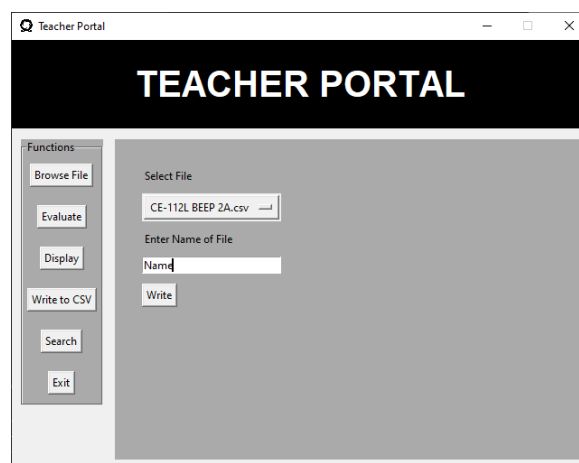 Teacher Portal
TEACHER PORTAL
Functions
Browse File
Evaluate
Display
Write to CSV
Search
Exit
Select File
CE-112L BEEP 2A.csv
Enter Name of File
Name
Write